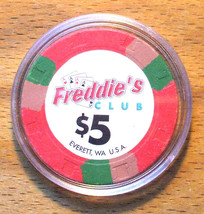 Freddie's
CLUB
$5
EVERETT, WA U.S.A.